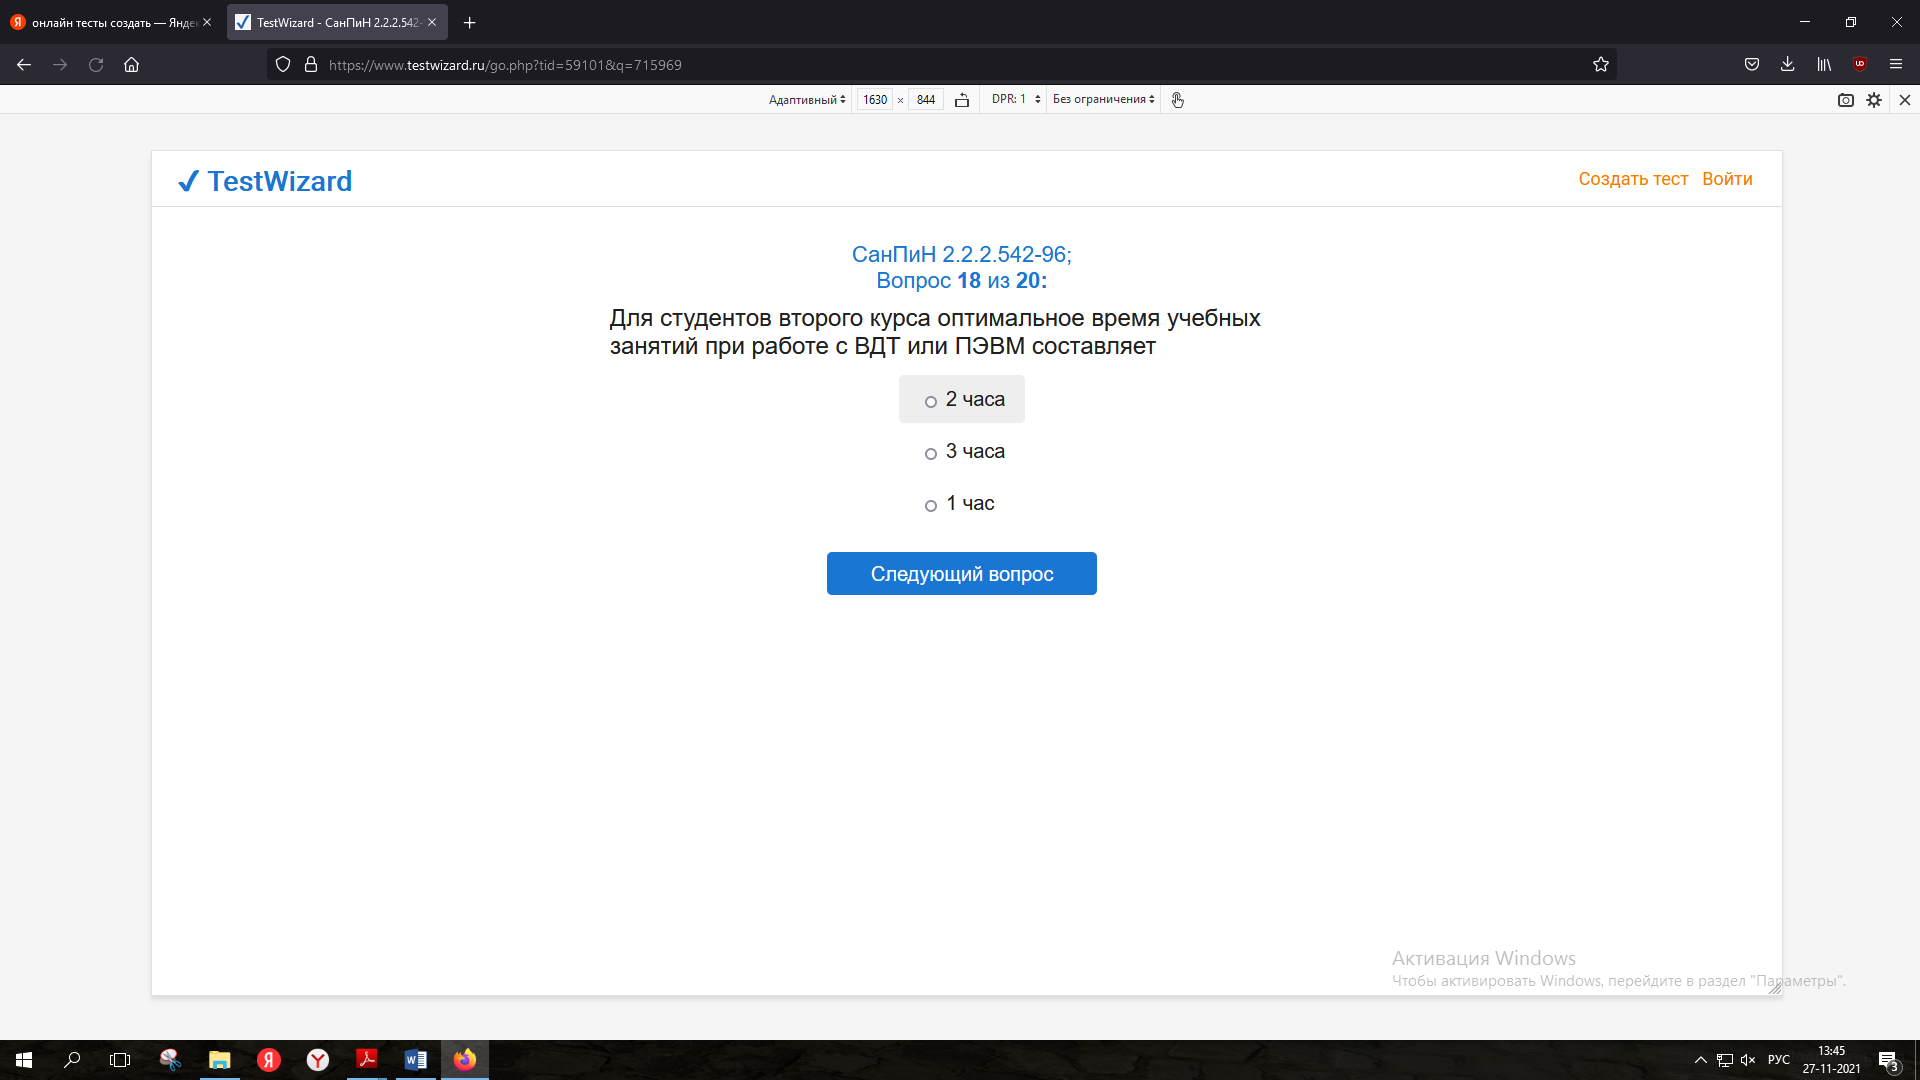 онлайн тесты создать — Яндек
TestWizard - СанПиН 2.2.2.542-
https://www.testwizard.ru/go.php?tid=59101&q=715969
Адаптивный 1630 × 844 DPR: 1 Без ограничения
TestWizard
Создать тест Войти
СанПиН 2.2.2.542-96;
Вопрос 18 из 20:
Для студентов второго курса оптимальное время учебных
занятий при работе с ВДТ или ПЭВМ составляет
2 часа
3 часа
1 час
Следующий вопрос
Активация Windows
Чтобы активировать Windows, перейдите в раздел "Параметры".
РУС
13:45
27-11-2021
3